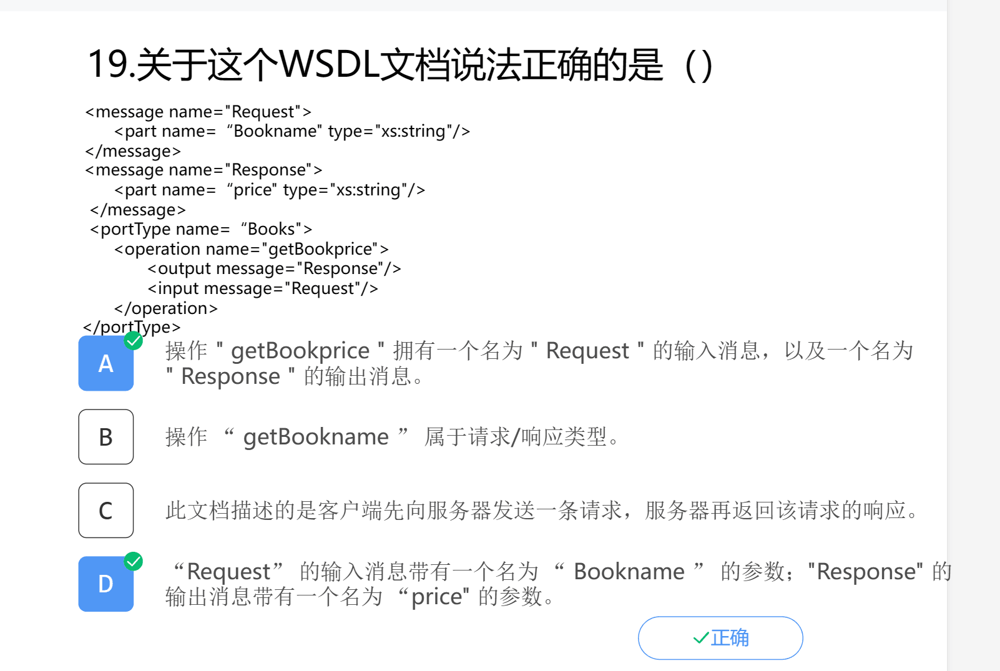 19.关于这个WSDL文档说法正确的是（）
<message name="Request">
<part name= “Bookname" type="xs:string"/>
</message>
<message name="Response">
<part name= “price" type="xs:string"/>
</message>
<portType name= “Books">
<operation name="getBookprice">
<output message="Response"/>
<input message="Request"/>
</operation>
</portType>
A 操作 " getBookprice " 拥有一个名为 " Request " 的输入消息，以及一个名为
" Response " 的输出消息。
B 操作 “ getBookname ” 属于请求/响应类型。
C 此文档描述的是客户端先向服务器发送一条请求，服务器再返回该请求的响应。
D “Request” 的输入消息带有一个名为 “ Bookname ” 的参数；"Response" 的
输出消息带有一个名为 “price" 的参数。
正确